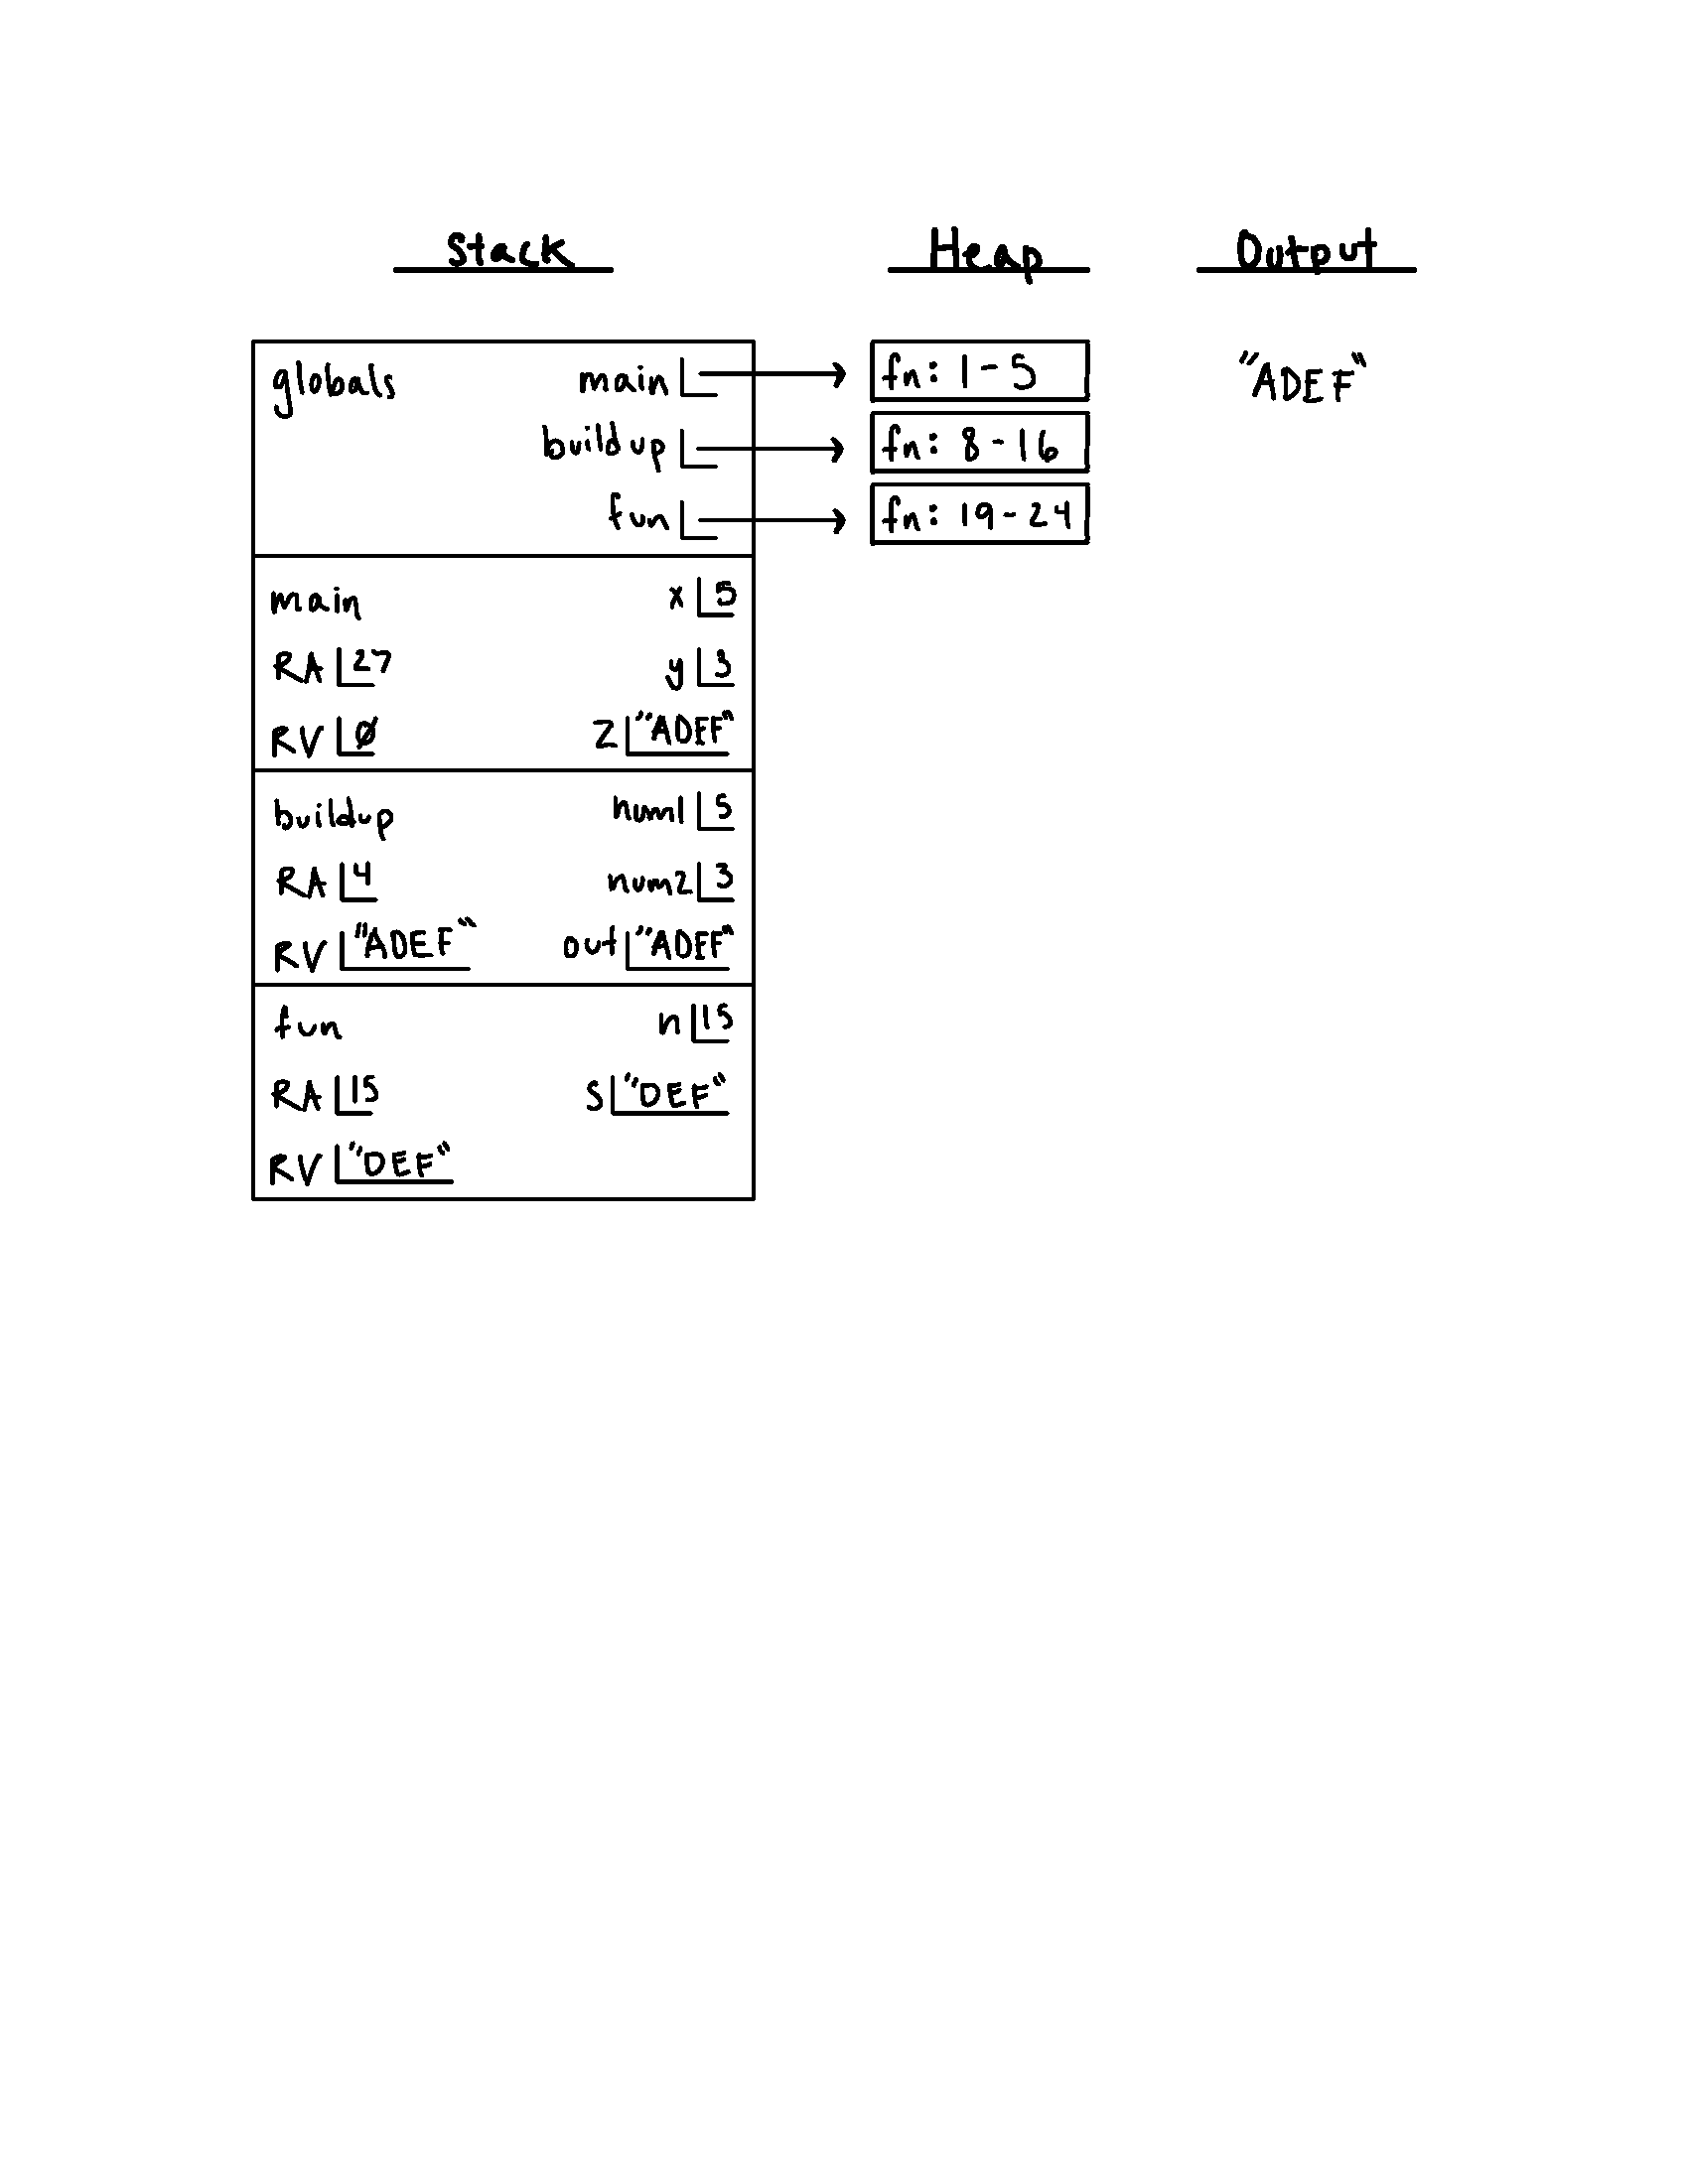 Stack Heap Output
globals main fn: 1-5 "ADEF"
buildup fn: 8-16
fun fn: 19-24
main x 5
RA 27 y 3
RV Ø z "ADEF"
buildup num1 5
RA 4 num2 3
RV "ADEF" out "ADEF"
fun n 15
RA 15 s "DEF"
RV "DEF"